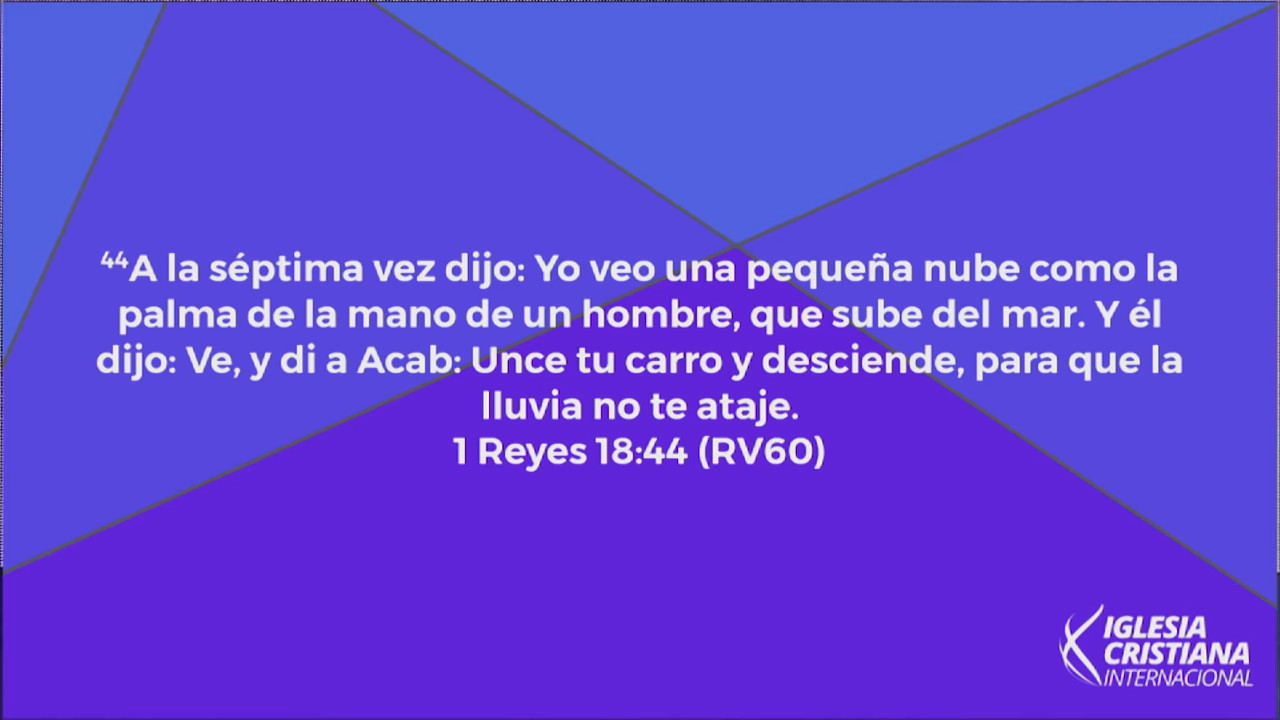 ⁴⁴A la séptima vez dijo: Yo veo una pequeña nube como la
palma de la mano de un hombre, que sube del mar. Y él
dijo: Ve, y di a Acab: Unce tu carro y desciende, para que la
lluvia no te ataje.
1 Reyes 18:44 (RV60)
IGLESIA
CRISTIANA
INTERNACIONAL